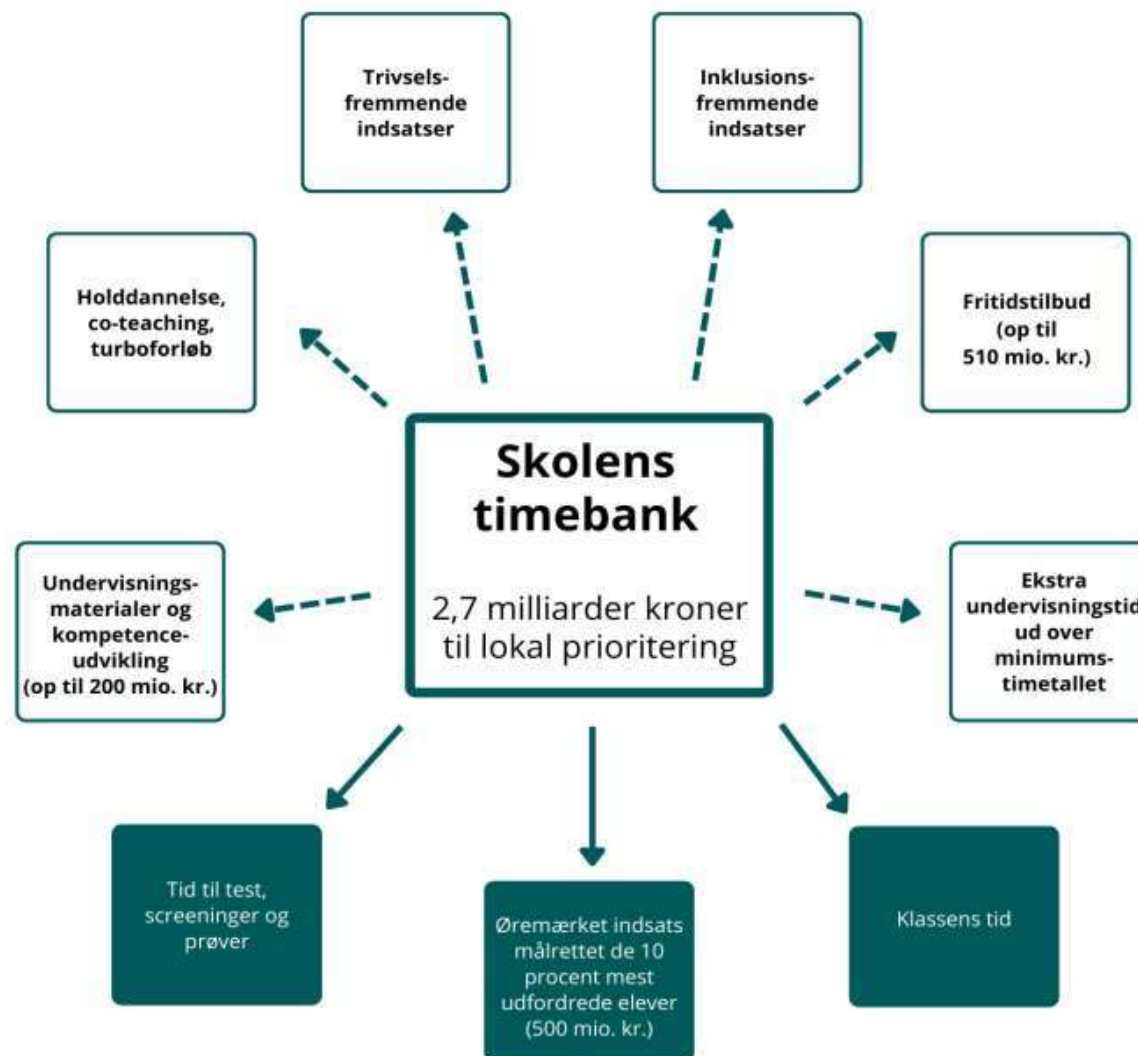 Trivsels-
fremmende
indsatser
Inklusions-
fremmende
indsatser
Holddannelse,
co-teaching,
turboforløb
Fritidstilbud
(op til
510 mio. kr.)
Skolens
timebank
2,7 milliarder kroner
til lokal prioritering
Undervisnings-
materialer og
kompetence-
udvikling
(op til 200 mio. kr.)
Ekstra
undervisningstid
ud over
minimums-
timetallet
Tid til test,
screeninger og
prøver
Øremærket indsats
målrettet de 10
procent mest
udfordrede elever
(500 mio. kr.)
Klassens tid